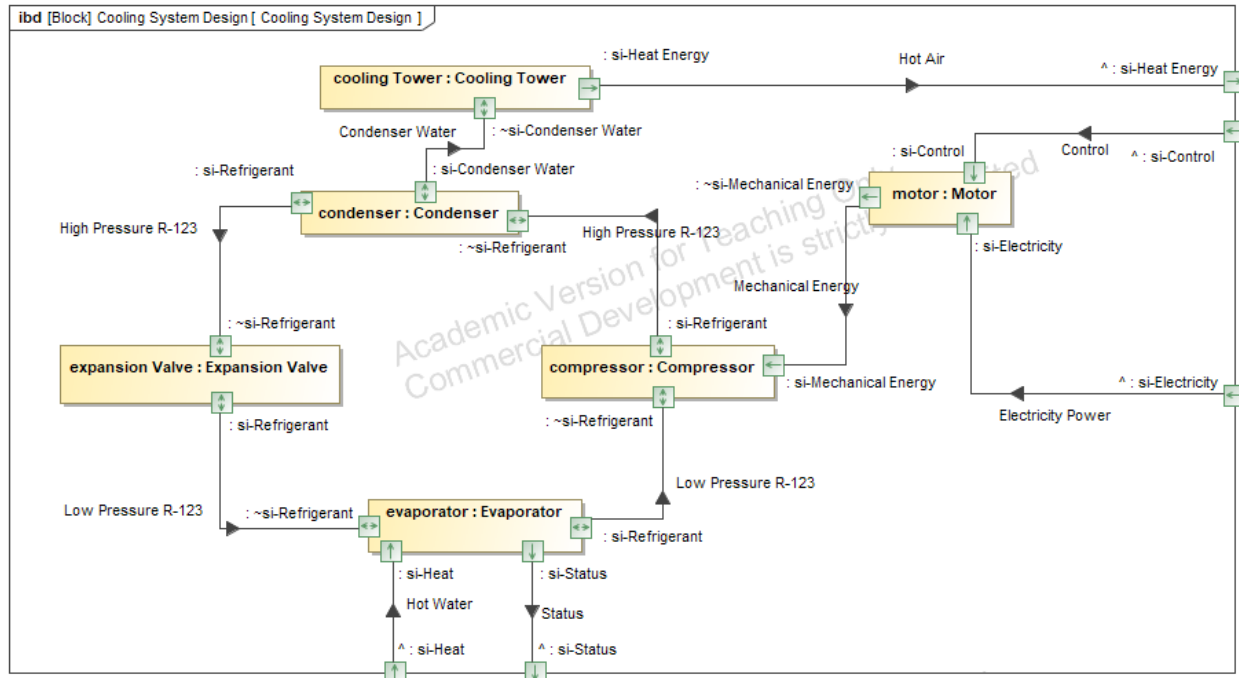 ibd [Block] Cooling System Design [ Cooling System Design ]
: si-Heat Energy
Hot Air
^ : si-Heat Energy
cooling Tower : Cooling Tower
Condenser Water
: ~si-Condenser Water
: si-Control
Control
^ : si-Control
: si-Refrigerant
: si-Condenser Water
: ~si-Mechanical Energy
motor : Motor
condenser : Condenser
High Pressure R-123
: ~si-Refrigerant
High Pressure R-123
: si-Electricity
Academic Version for Teaching Only
Commercial Development is strictly
Mechanical Energy
: ~si-Refrigerant
: si-Refrigerant
expansion Valve : Expansion Valve
compressor : Compressor
: si-Mechanical Energy
^ : si-Electricity
Electricity Power
: si-Refrigerant
: ~si-Refrigerant
Low Pressure R-123
Low Pressure R-123
: ~si-Refrigerant
evaporator : Evaporator
: si-Refrigerant
: si-Heat
: si-Status
Hot Water
Status
^ : si-Heat
^ : si-Status